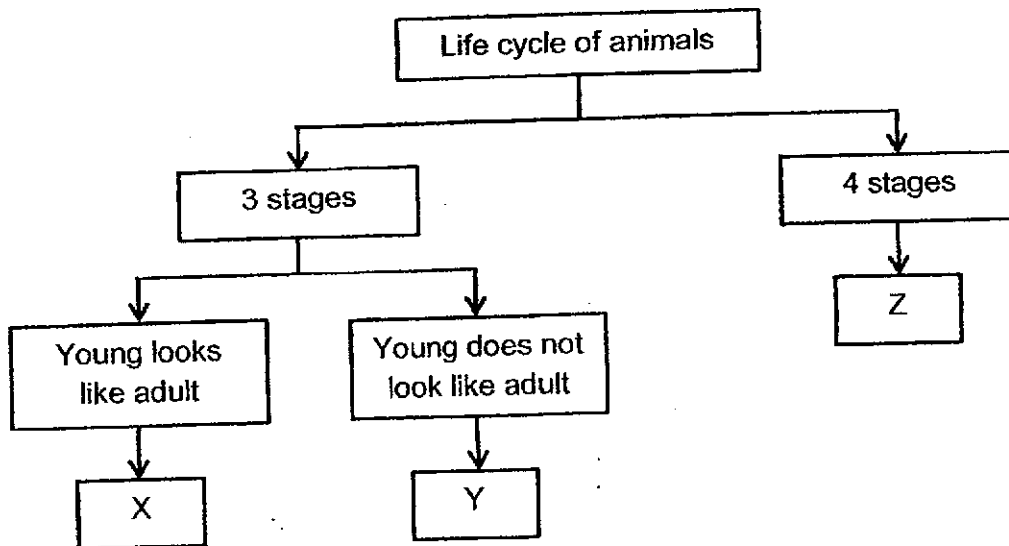 Life cycle of animals
3 stages
4 stages
Young looks
like adult
Young does not
look like adult
Z
X
Y